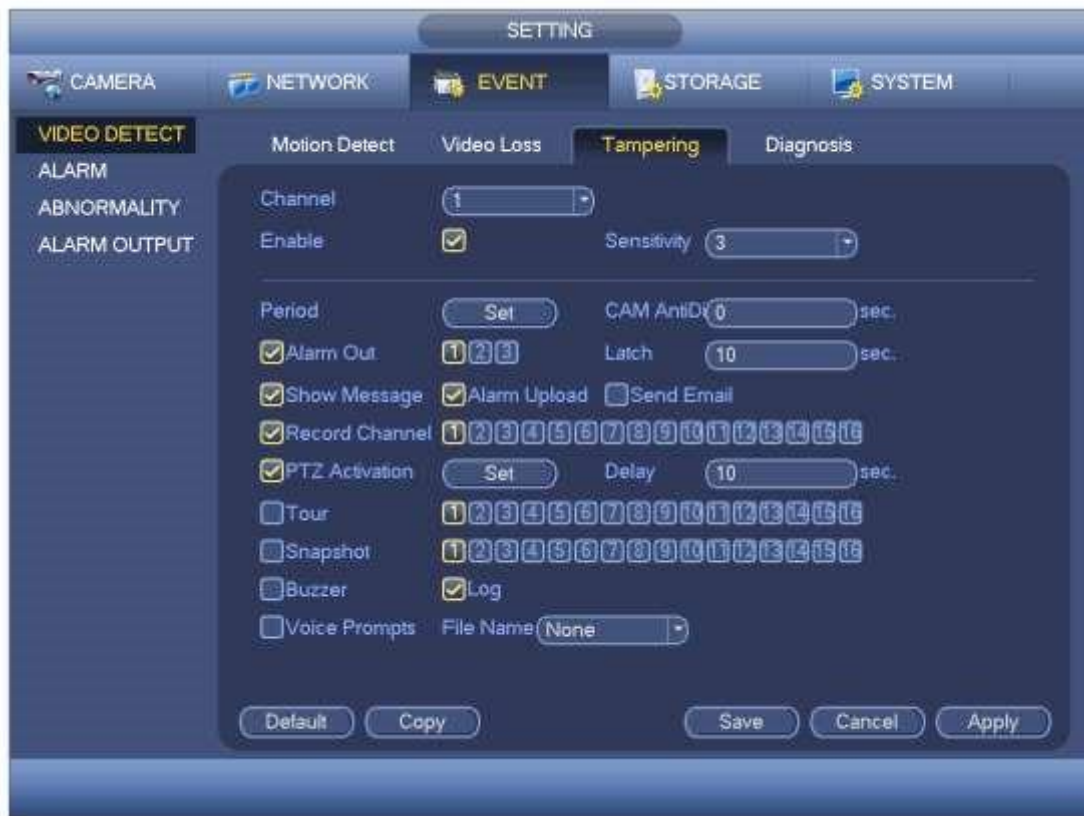 SETTING
CAMERA NETWORK EVENT STORAGE SYSTEM
VIDEO DETECT
ALARM
ABNORMALITY
ALARM OUTPUT
Motion Detect Video Loss Tampering Diagnosis
Channel 1
Enable Sensitivity 3
Period Set CAM AntiDi 0 sec.
Alarm Out 1 2 3 Latch 10 sec.
Show Message Alarm Upload Send Email
Record Channel 1 2 3 4 5 6 7 8 9 10 11 12 13 14 15 16
PTZ Activation Set Delay 10 sec.
Tour 1 2 3 4 5 6 7 8 9 10 11 12 13 14 15 16
Snapshot 1 2 3 4 5 6 7 8 9 10 11 12 13 14 15 16
Buzzer Log
Voice Prompts File Name None
Default Copy Save Cancel Apply